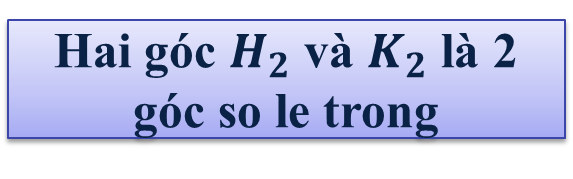 Hai góc H₂ và K₂ là 2
góc so le trong